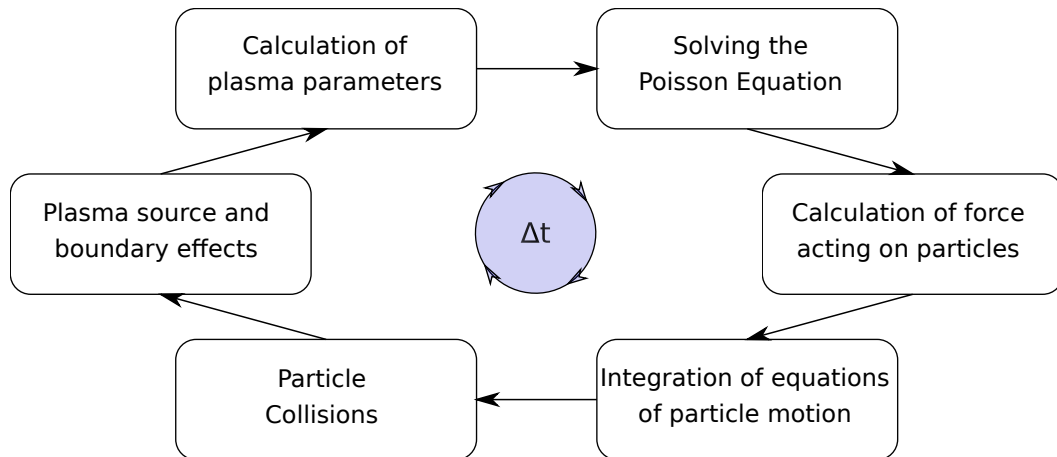 Calculation of
plasma parameters
Solving the
Poisson Equation
Plasma source and
boundary effects
Δt
Calculation of force
acting on particles
Particle
Collisions
Integration of equations
of particle motion